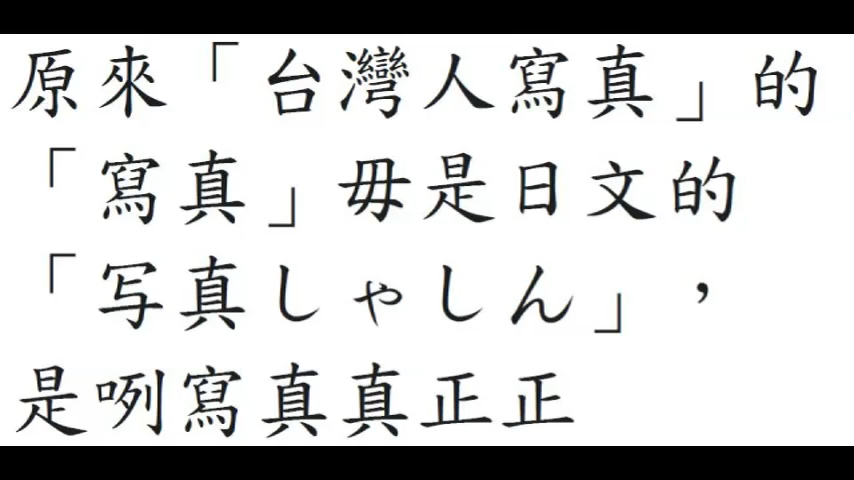 原來「台灣人寫真」的
「寫真」毋是日文的
「写真しゃしん」，
是咧寫真真正正